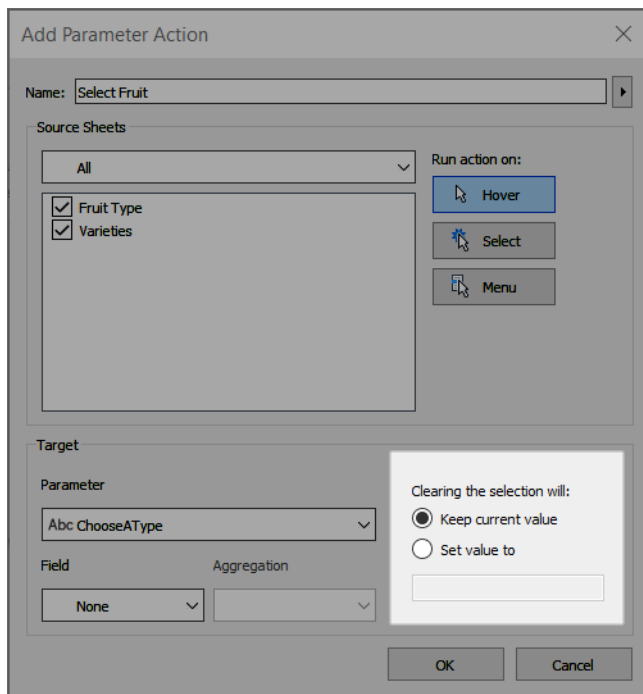 Add Parameter Action
Name: Select Fruit
Source Sheets
All
Fruit Type
Varieties
Run action on:
Hover
Select
Menu
Target
Parameter
Abc ChooseAType
Field
Aggregation
None
Clearing the selection will:
Keep current value
Set value to
OK
Cancel